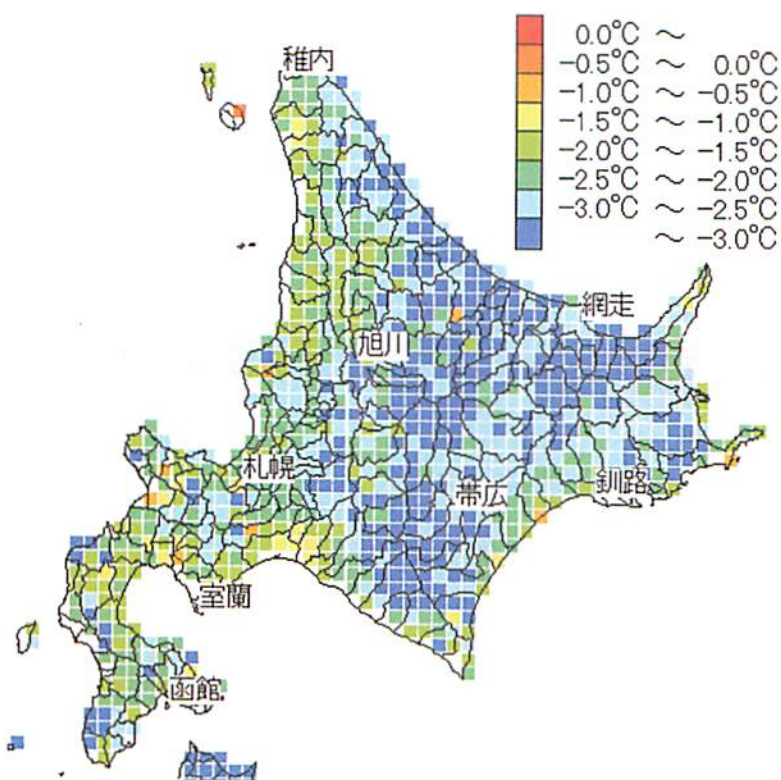 稚内
0.0℃ ～
-0.5℃ ～ 0.0℃
-1.0℃ ～ -0.5℃
-1.5℃ ～ -1.0℃
-2.0℃ ～ -1.5℃
-2.5℃ ～ -2.0℃
-3.0℃ ～ -2.5℃
～ -3.0℃
網走
旭川
札幌
帯広
釧路
室蘭
函館